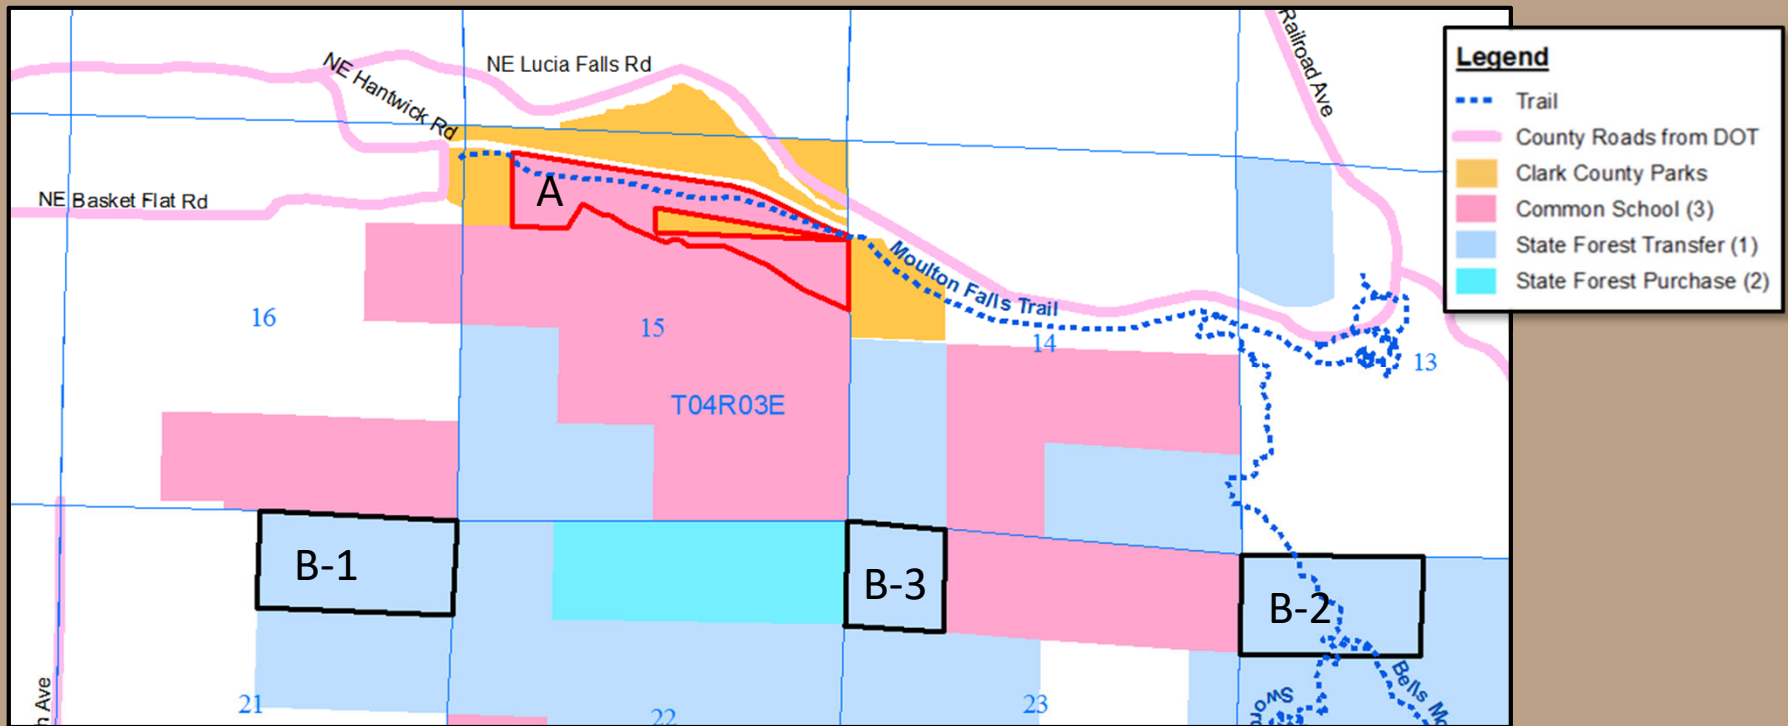 NE Lucia Falls Rd
NE Hantwick Rd
Railroad Ave
NE Basket Flat Rd
A
Moulton Falls Trail
16
15
14
13
T04R03E
B-1
B-3
B-2
21
22
23
Ave
Bells
Legend
Trail
County Roads from DOT
Clark County Parks
Common School (3)
State Forest Transfer (1)
State Forest Purchase (2)